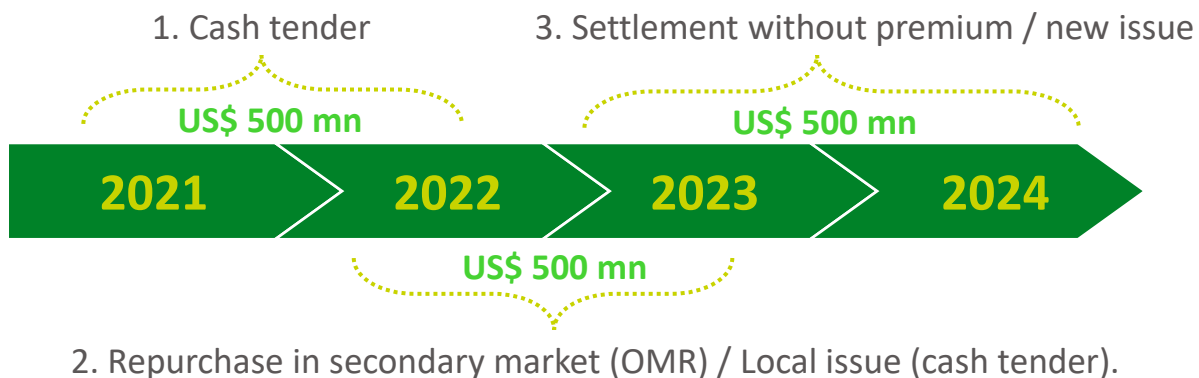 1. Cash tender
3. Settlement without premium / new issue
US$ 500 mn
US$ 500 mn
2021
2022
2023
2024
US$ 500 mn
2. Repurchase in secondary market (OMR) / Local issue (cash tender).